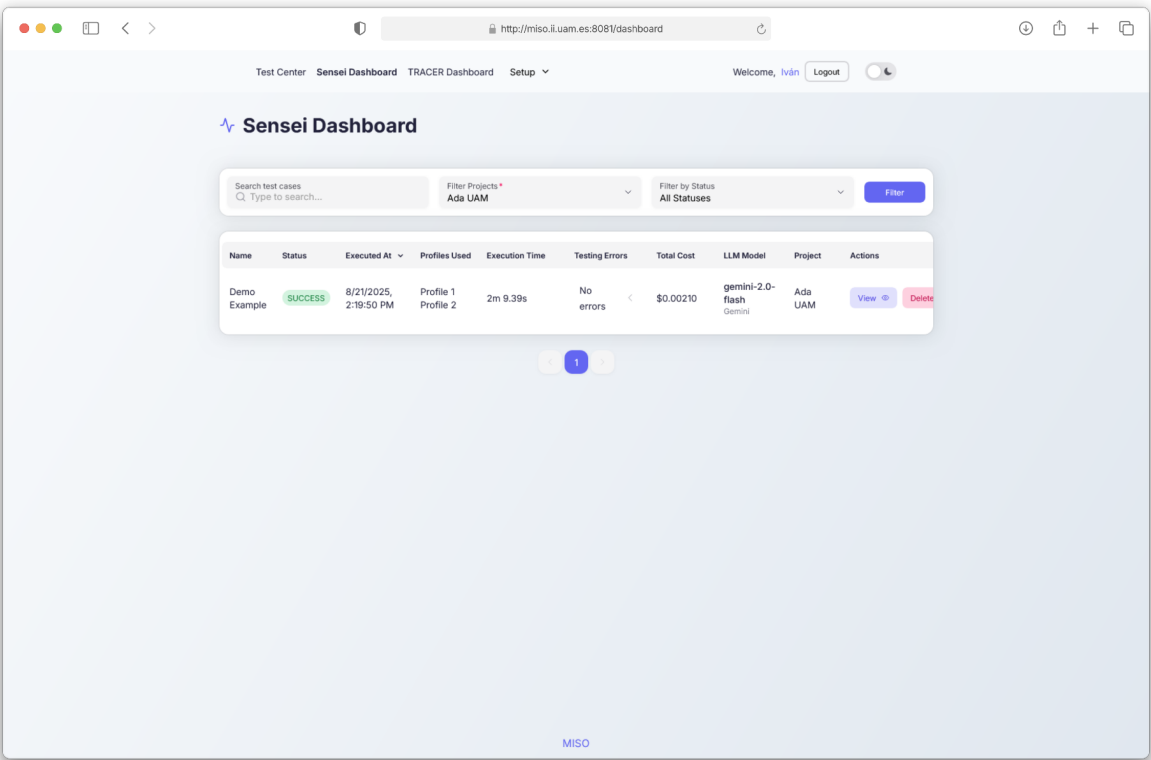 http://miso.ii.uam.es:8081/dashboard
Test Center Sensei Dashboard TRACER Dashboard Setup Welcome, Iván Logout
Sensei Dashboard
Search test cases
Type to search...
Filter Projects*
Ada UAM
Filter by Status
All Statuses
Filter
Name Status Executed At Profiles Used Execution Time Testing Errors Total Cost LLM Model Project Actions
Demo
Example
SUCCESS
8/21/2025,
2:19:50 PM
Profile 1
Profile 2
2m 9.39s
No
errors
$0.00210
gemini-2.0-
flash
Gemini
Ada
UAM
View
Delete
1
MISO